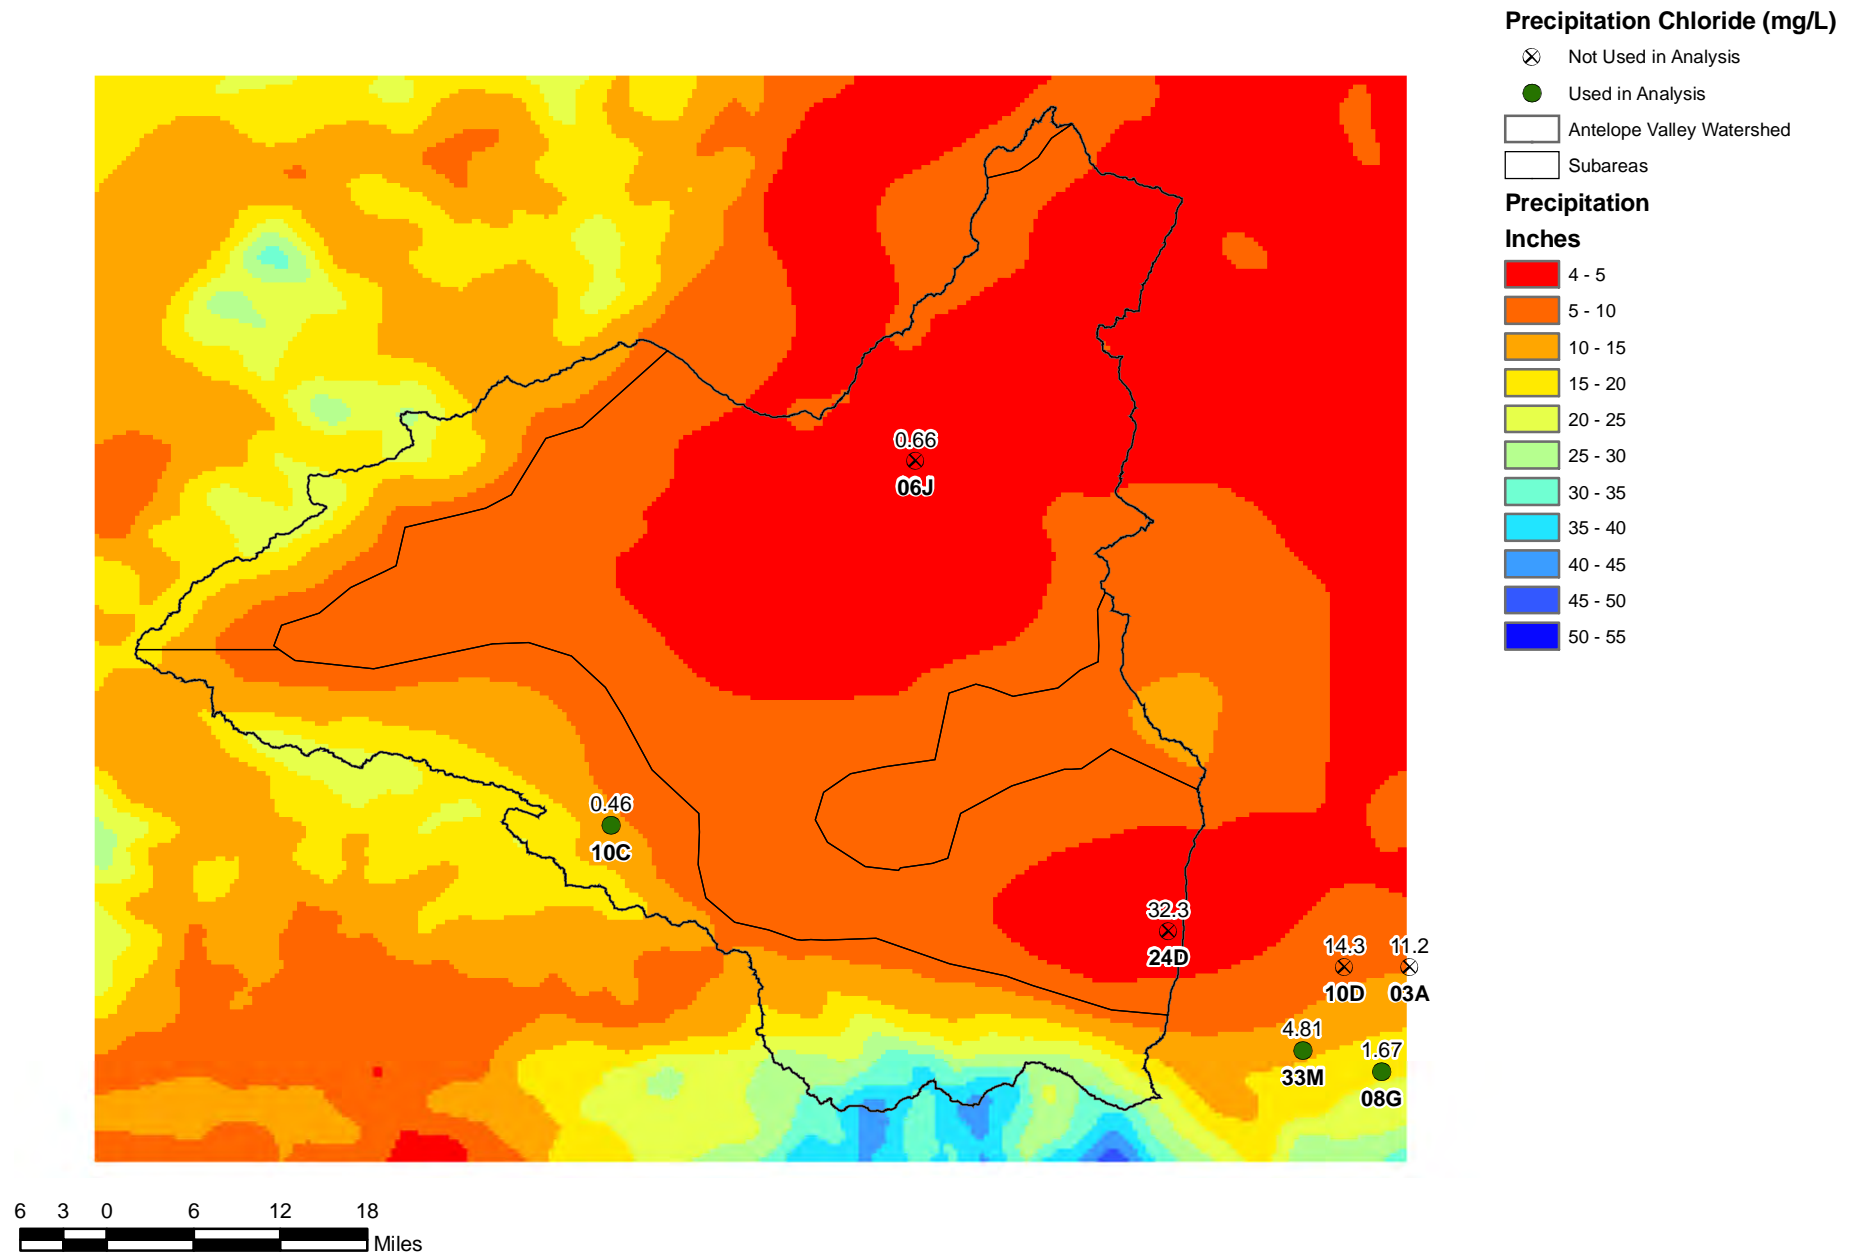 Precipitation Chloride (mg/L)
Not Used in Analysis
Used in Analysis
Antelope Valley Watershed
Subareas
Precipitation
Inches
4 - 5
5 - 10
10 - 15
15 - 20
20 - 25
25 - 30
30 - 35
35 - 40
40 - 45
45 - 50
50 - 55
0.66
06J
0.46
10C
32.3
24D
14.3
10D
11.2
03A
4.81
33M
1.67
08G
6 3 0 6 12 18
Miles